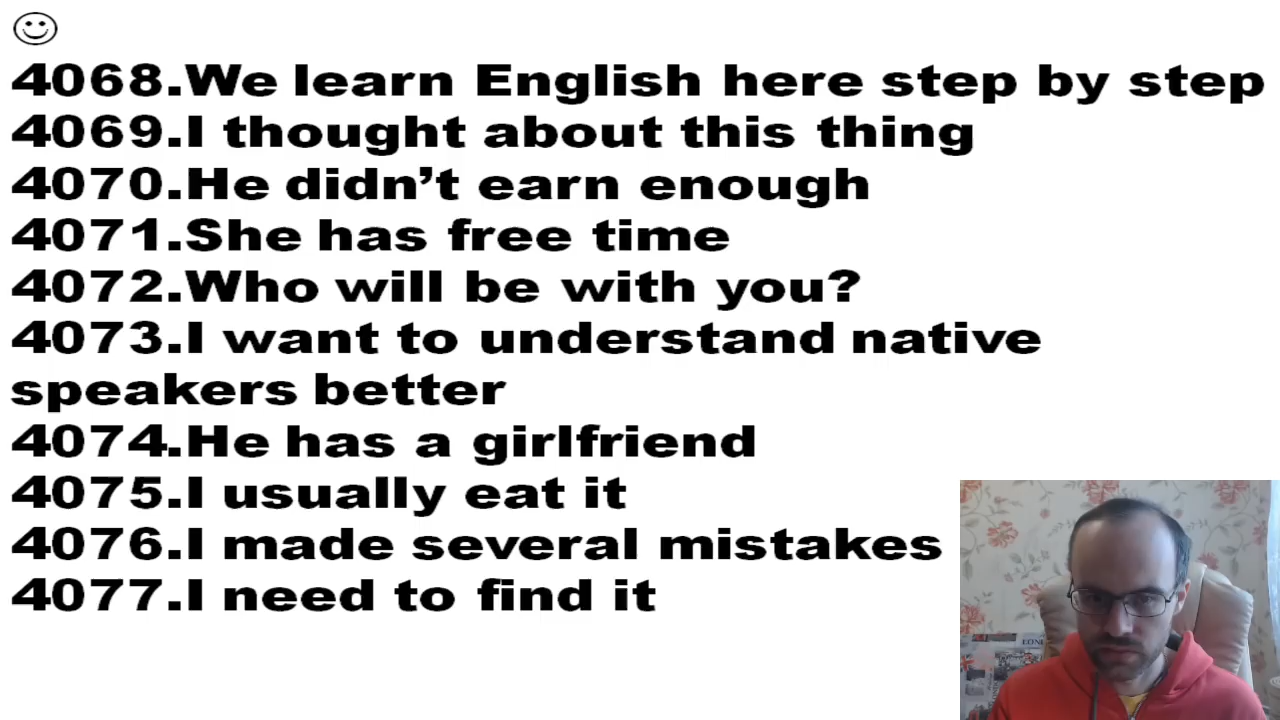 4068.We learn English here step by step
4069.I thought about this thing
4070.He didn’t earn enough
4071.She has free time
4072.Who will be with you?
4073.I want to understand native
speakers better
4074.He has a girlfriend
4075.I usually eat it
4076.I made several mistakes
4077.I need to find it